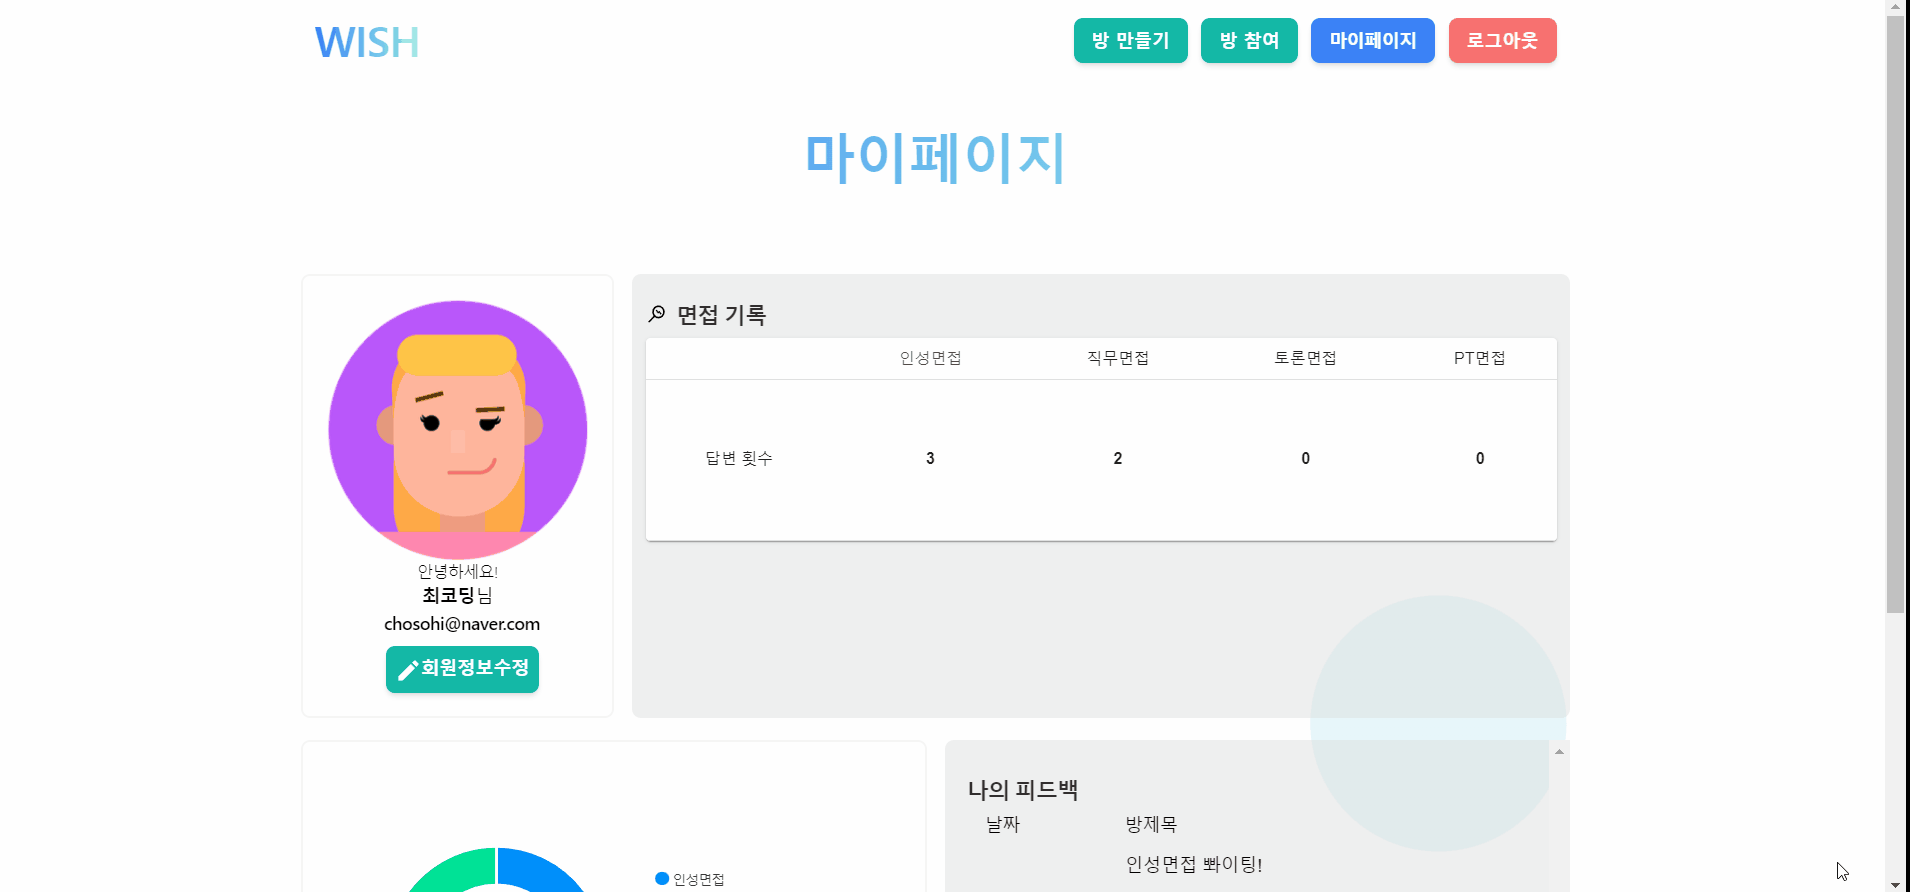 WISH
방 만들기 방 참여 마이페이지 로그아웃
마이페이지
안녕하세요!
최코딩님
chosohi@naver.com
회원정보수정
면접 기록
인성면접 직무면접 토론면접 PT면접
답변 횟수 3 2 0 0
인성면접
나의 피드백
날짜 방제목
인성면접 빠이팅!